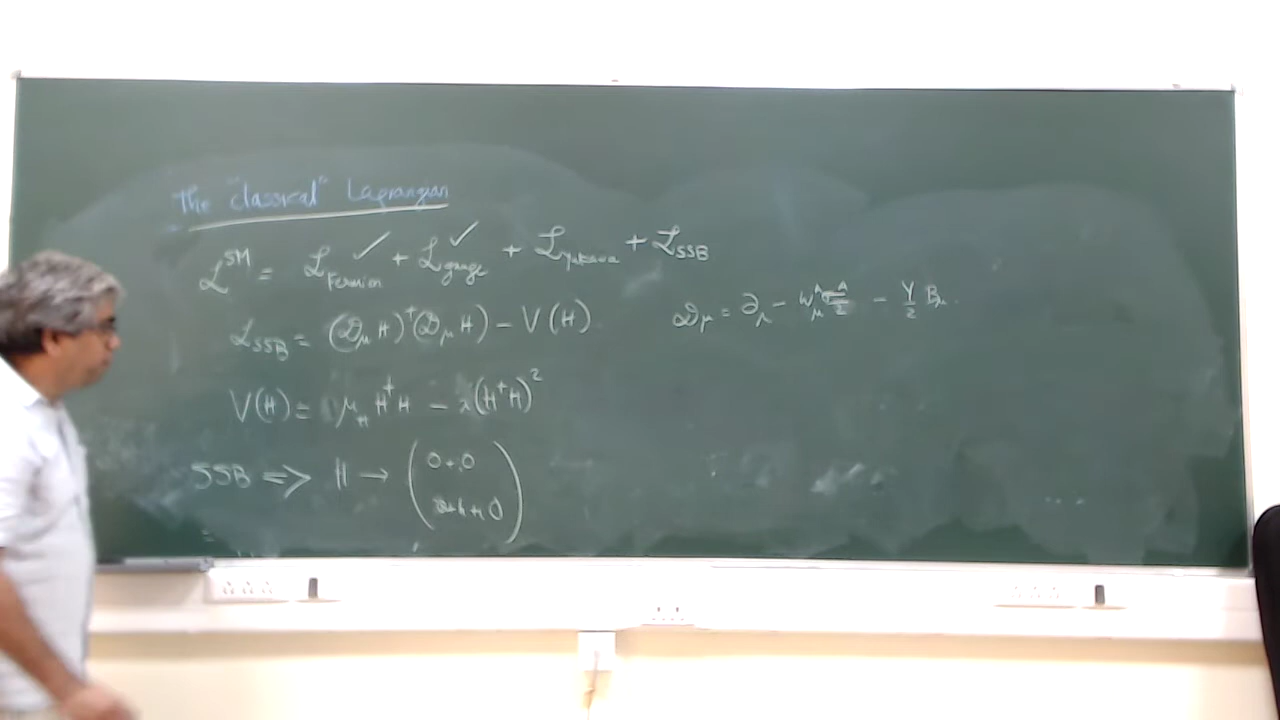 The "classical" Lagrangian
ℒ^SM = ℒ_Fermion ✓ + ℒ_gauge ✓ + ℒ_Yukawa + ℒ_SSB
ℒ_SSB = (𝒟_μ H)^† (𝒟_μ H) − V(H)
𝒟_μ = ∂_μ − W_μ^A σ^A/2 − Y/2 B_μ
V(H) = μ_H H^† H − λ(H^† H)^2
SSB ⇒ H → ( 0 + 0
v+h+0 )